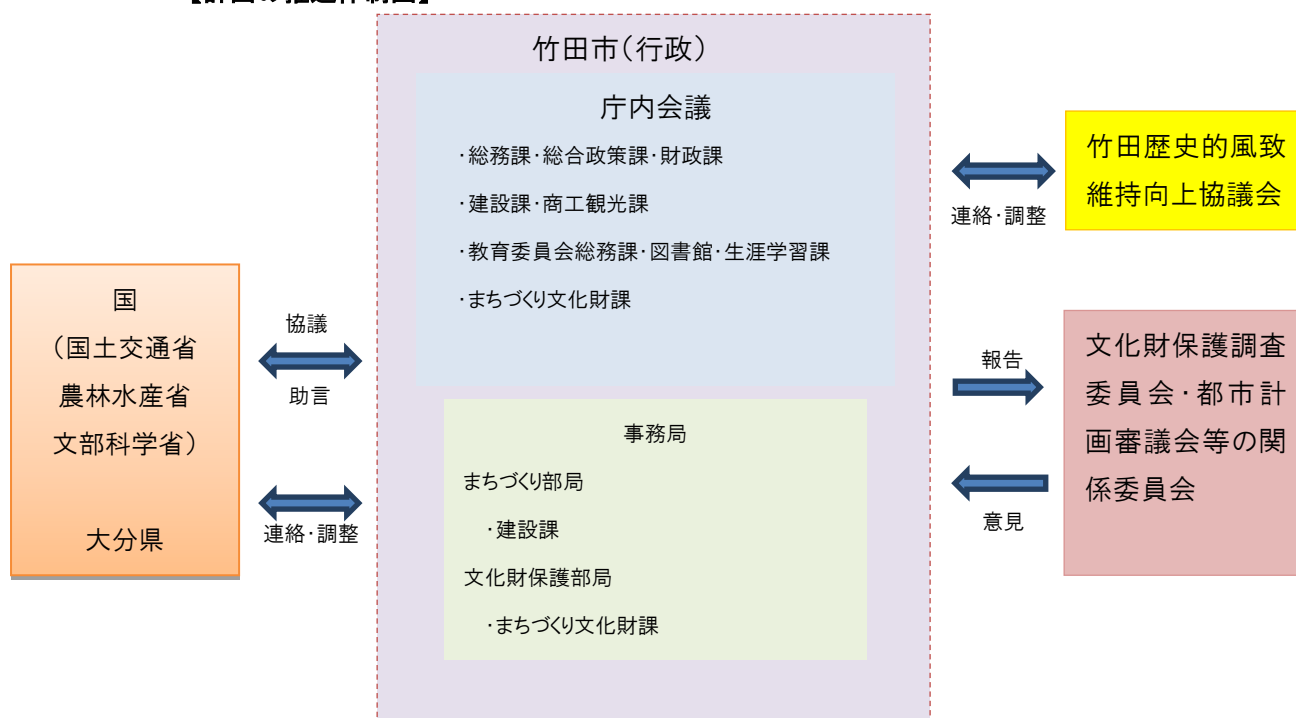 【計画の推進体制図】
竹田市(行政)
庁内会議
・総務課・総合政策課・財政課
・建設課・商工観光課
・教育委員会総務課・図書館・生涯学習課
・まちづくり文化財課
事務局
まちづくり部局
・建設課
文化財保護部局
・まちづくり文化財課
国
(国土交通省
農林水産省
文部科学省)
大分県
協議
助言
連絡・調整
連絡・調整
竹田歴史的風致
維持向上協議会
報告
意見
文化財保護調査
委員会・都市計
画審議会等の関
係委員会